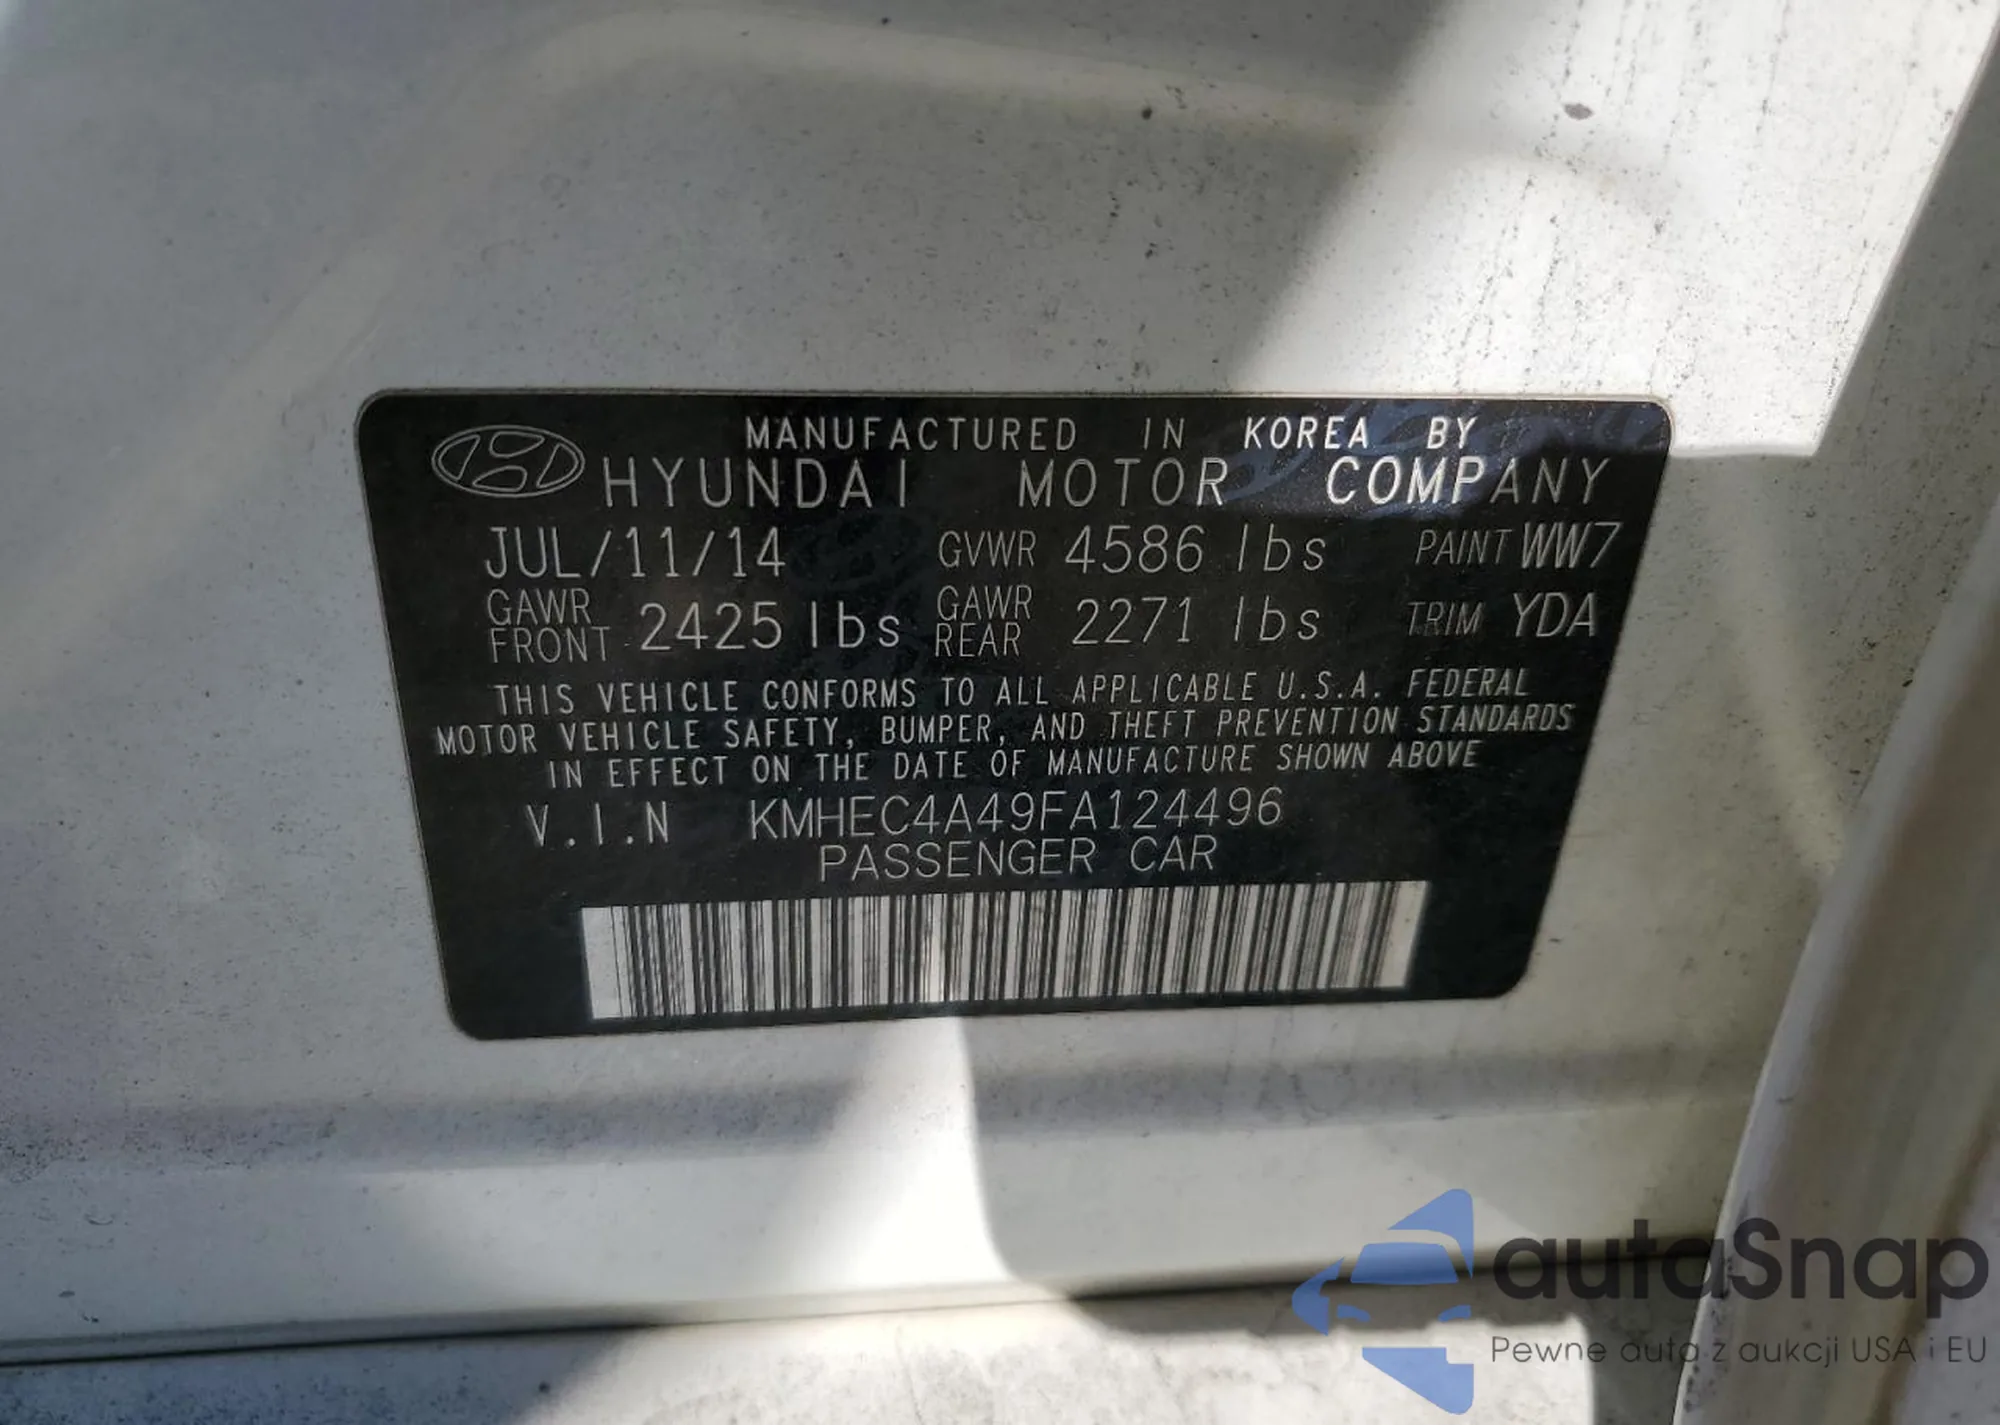 MANUFACTURED IN KOREA BY
HYUNDAI MOTOR COMPANY
JUL/11/14 GVWR 4586 lbs PAINT WW7
GAWR FRONT 2425 lbs GAWR REAR 2271 lbs TRIM YDA
THIS VEHICLE CONFORMS TO ALL APPLICABLE U.S.A. FEDERAL
MOTOR VEHICLE SAFETY, BUMPER, AND THEFT PREVENTION STANDARDS
IN EFFECT ON THE DATE OF MANUFACTURE SHOWN ABOVE
V.I.N KMHEC4A49FA124496
PASSENGER CAR
autaSnap
Pewne auta z aukcji USA i EU